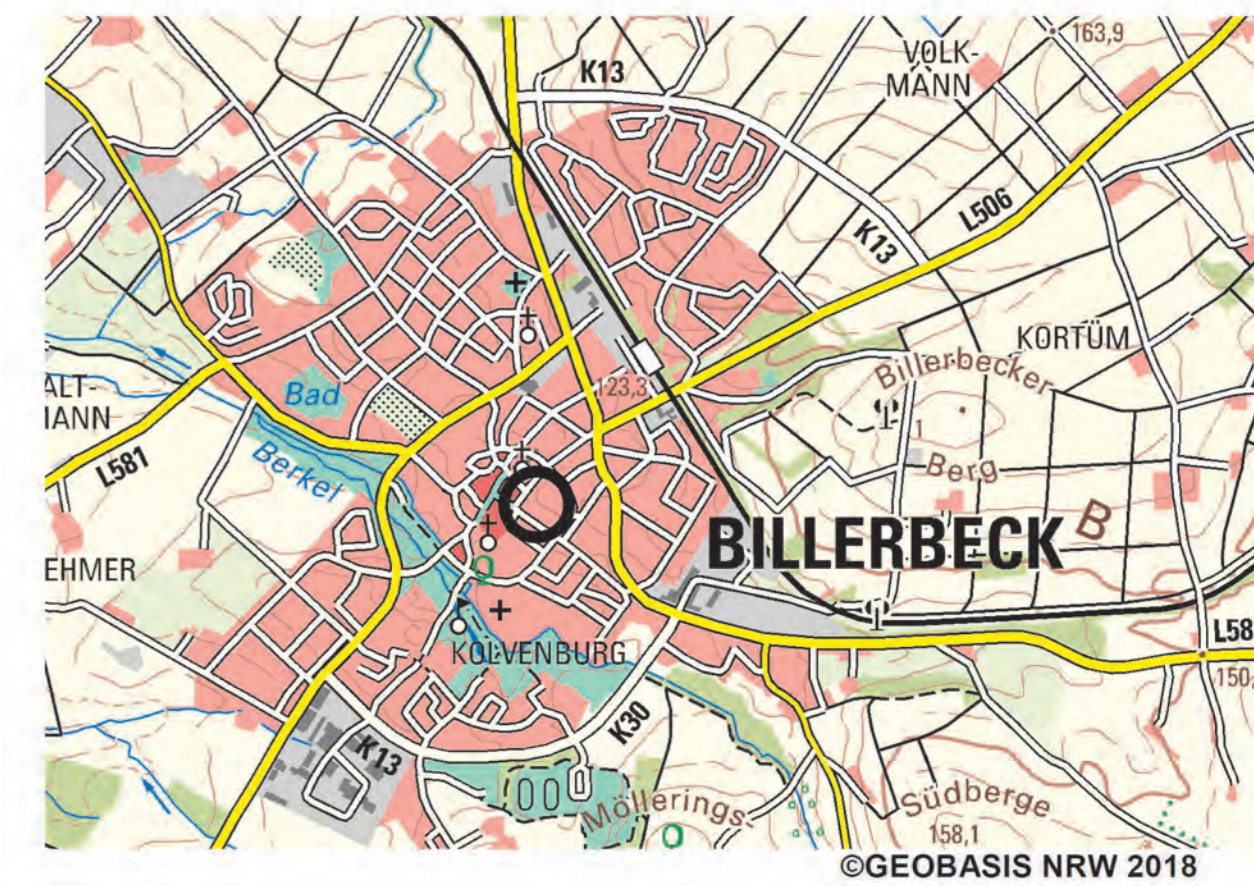 163,9
VOLK-
MANN
K13
L506
K13
KORTÜM
Billerbecker
123,3
Bad
ALT-
MANN
1
Berg
L581
Berkel
B
BILLERBECK
EHMER
KOLVENBURG
L58
150,
K30
K13
Möllerings-
Südberge
158,1
©GEOBASIS NRW 2018